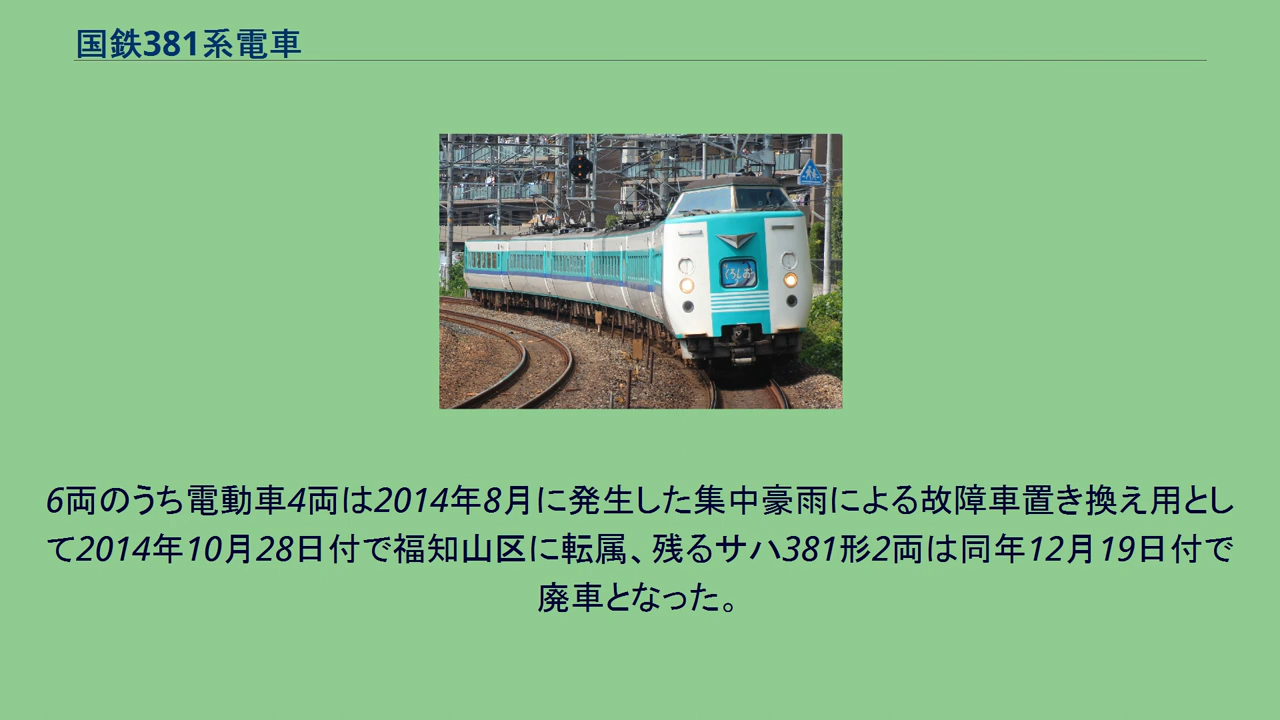 国鉄381系電車
くろしお
6両のうち電動車4両は2014年8月に発生した集中豪雨による故障車置き換え用とし
て2014年10月28日付で福知山区に転属、残るサハ381形2両は同年12月19日付で
廃車となった。